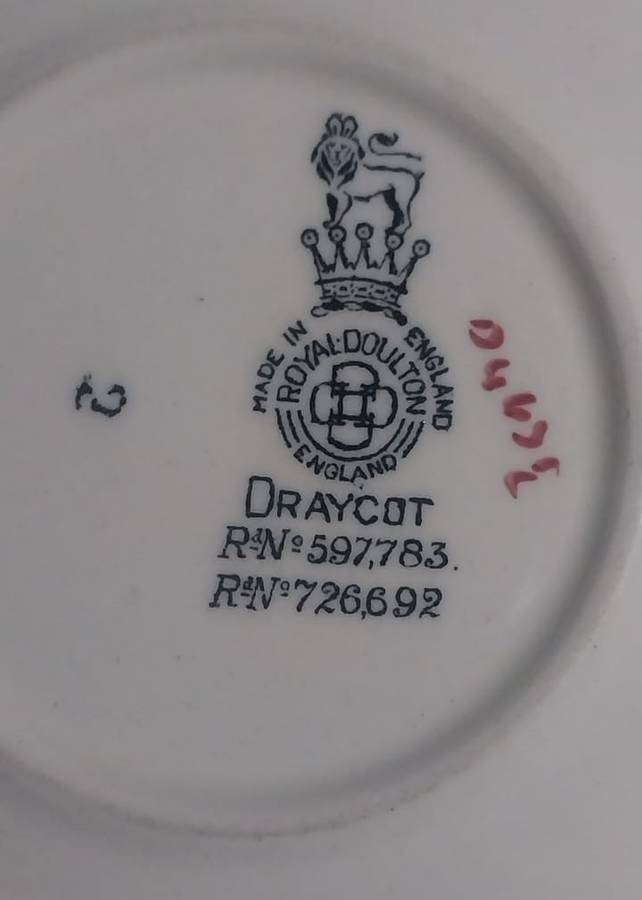 MADE IN ENGLAND
ROYAL·DOULTON
ENGLAND
DRAYCOT
Rᵈ Nº 597,783.
Rᵈ Nº 726,692